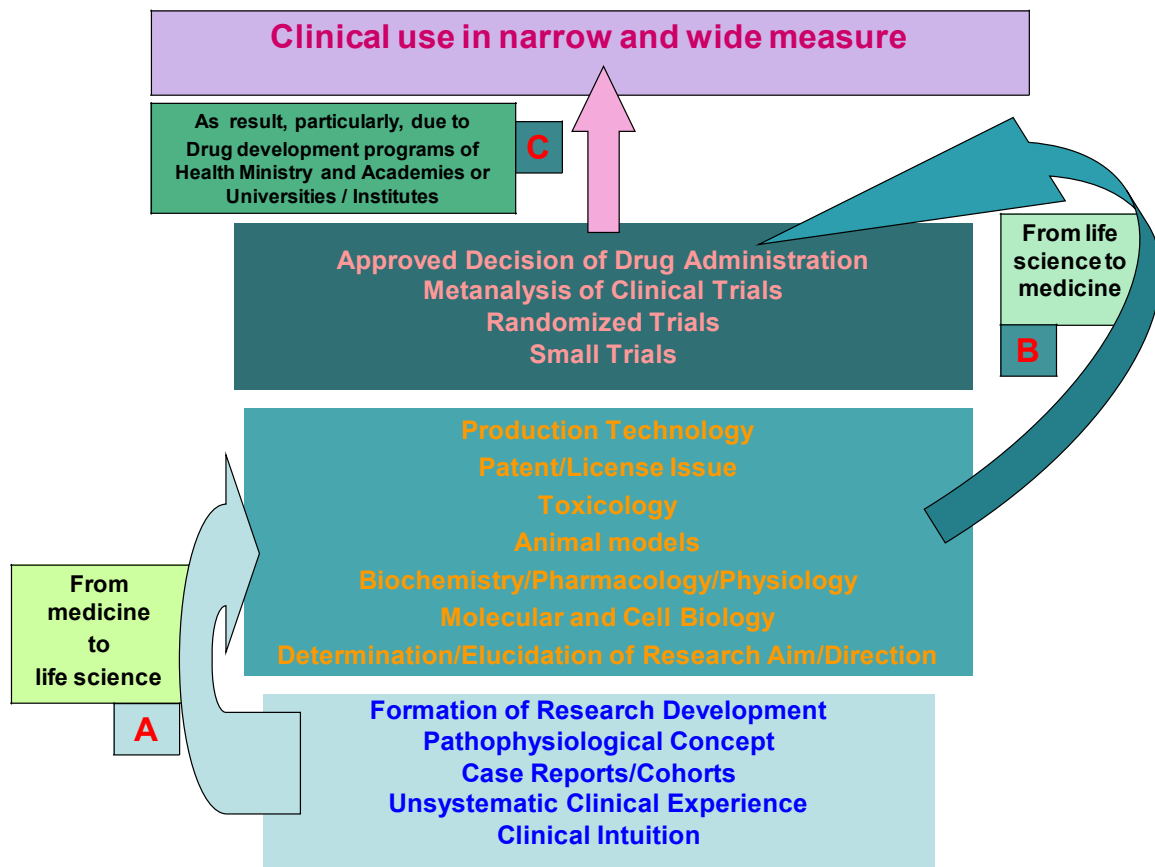 Clinical use in narrow and wide measure
As result, particularly, due to
Drug development programs of
Health Ministry and Academies or
Universities / Institutes
C
Approved Decision of Drug Administration
Metanalysis of Clinical Trials
Randomized Trials
Small Trials
From life
science to
medicine
B
Production Technology
Patent/License Issue
Toxicology
Animal models
Biochemistry/Pharmacology/Physiology
Molecular and Cell Biology
Determination/Elucidation of Research Aim/Direction
From
medicine
to
life science
A
Formation of Research Development
Pathophysiological Concept
Case Reports/Cohorts
Unsystematic Clinical Experience
Clinical Intuition